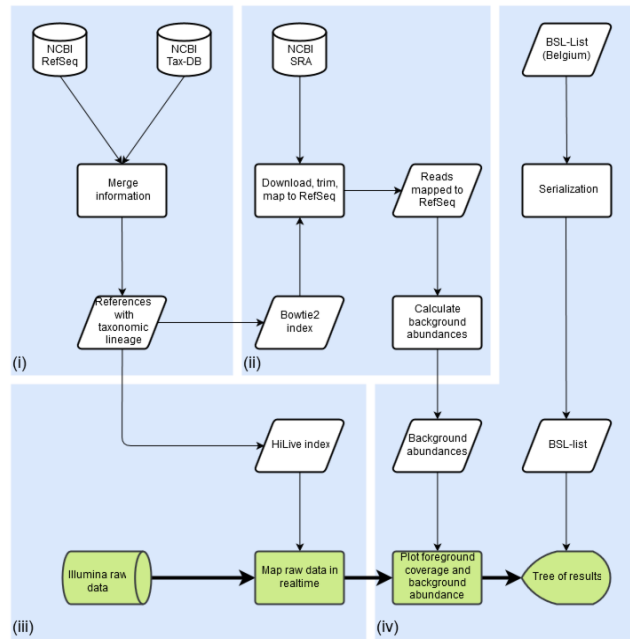 NCBI
RefSeq
NCBI
Tax-DB
Merge
information
References
with
taxonomic
lineage
(i)
NCBI
SRA
Download, trim,
map to RefSeq
Reads
mapped to
RefSeq
Bowtie2
index
Calculate
background
abundances
(ii)
BSL-List
(Belgium)
Serialization
HiLive index
Background
abundances
BSL-list
Illumina raw
data
Map raw data in
realtime
Plot foreground
coverage and
background
abundance
Tree of results
(iii)
(iv)